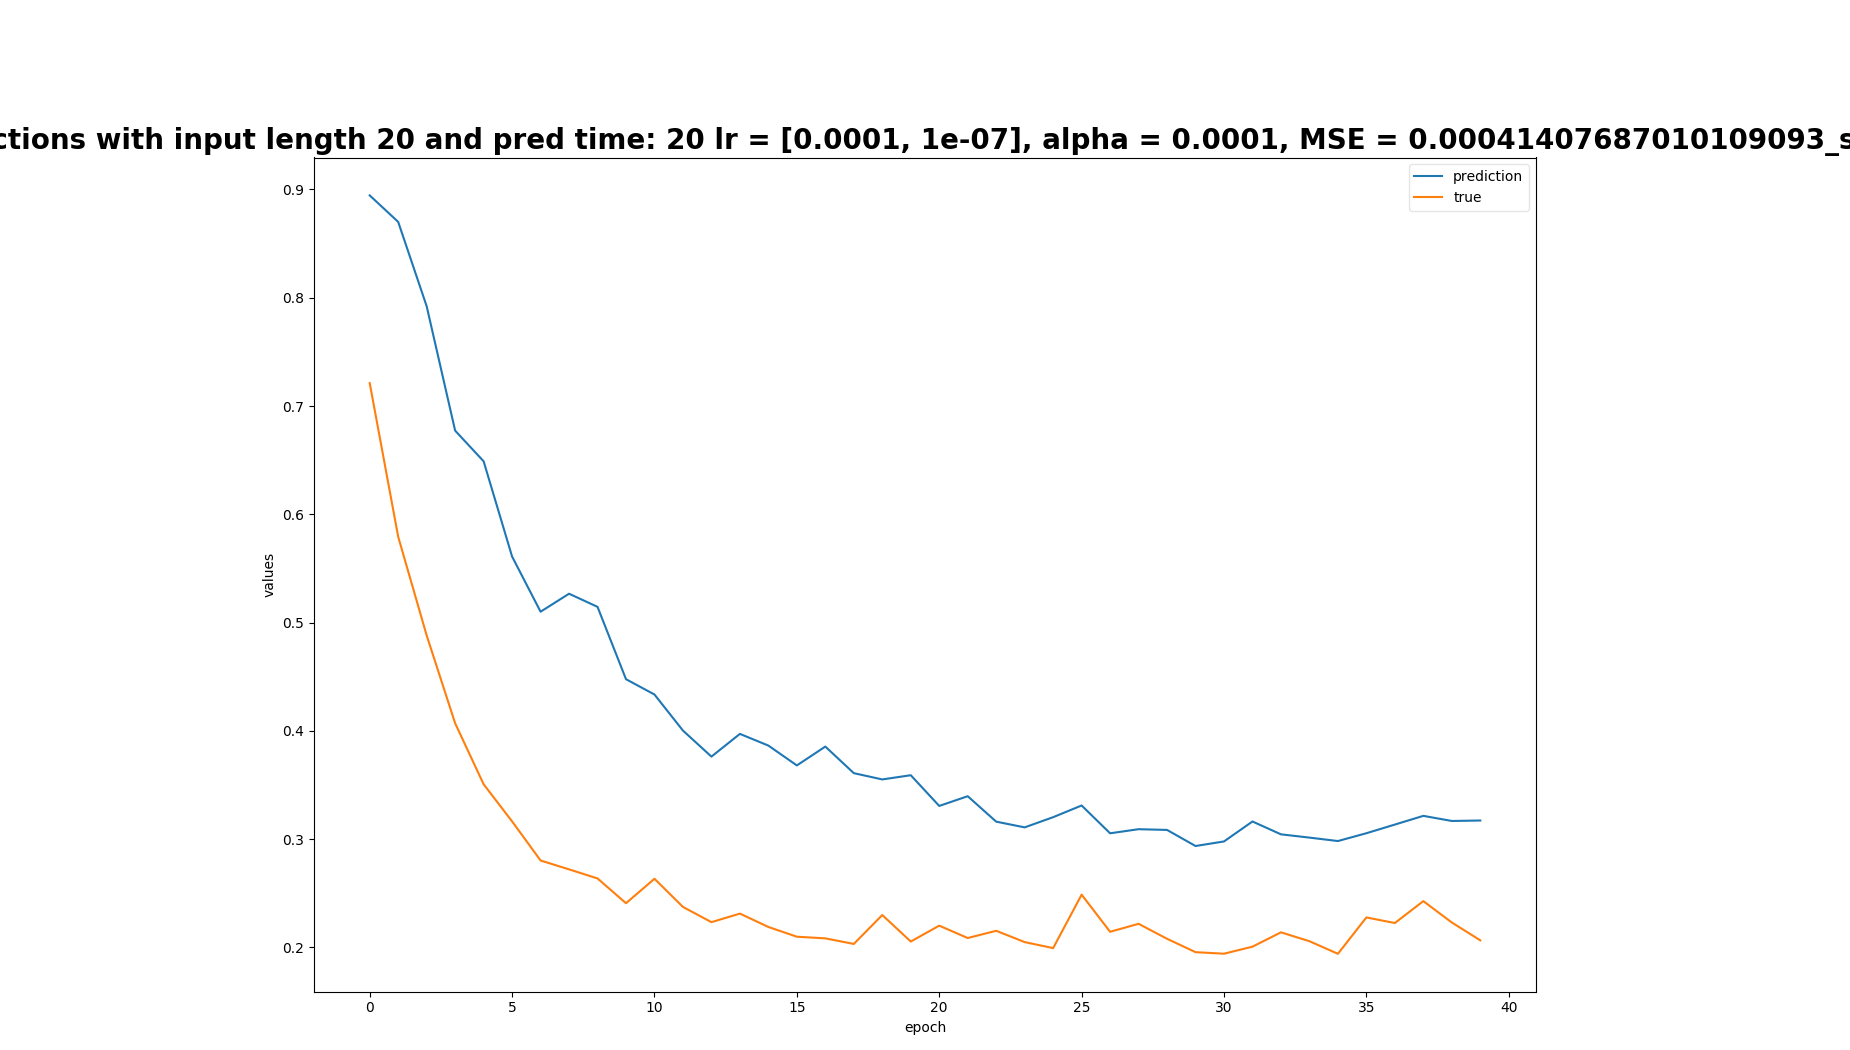 ctions with input length 20 and pred time: 20 lr = [0.0001, 1e-07], alpha = 0.0001, MSE = 0.00041407687010109093_s
prediction
true
0.9
0.8
0.7
0.6
0.5
0.4
0.3
0.2
values
0 5 10 15 20 25 30 35 40
epoch